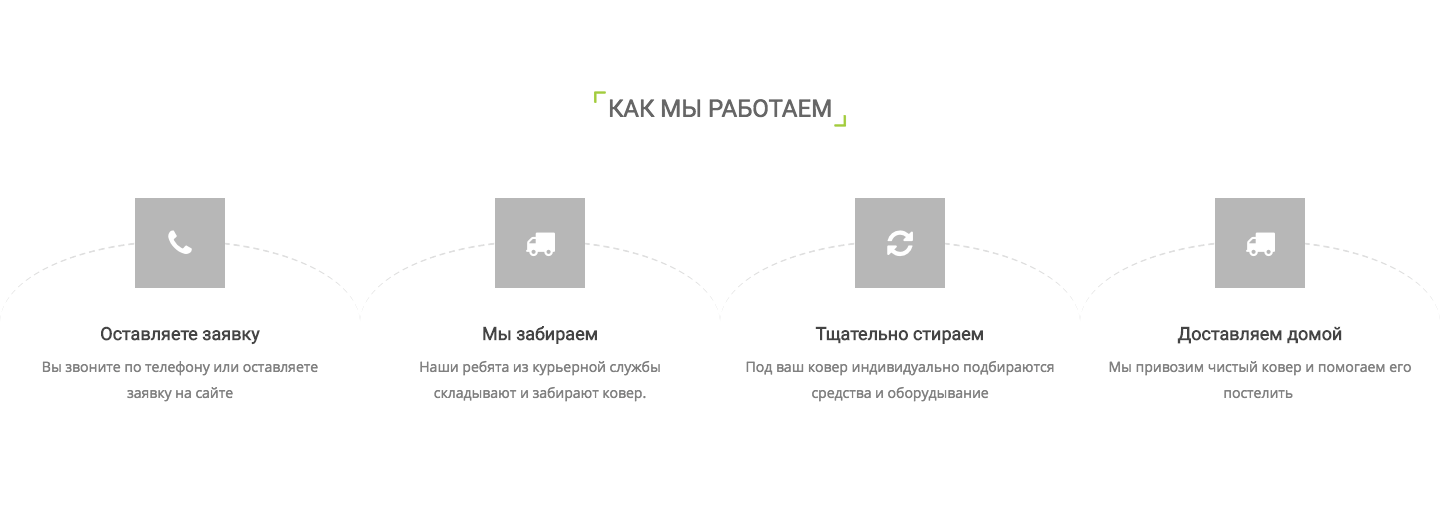 КАК МЫ РАБОТАЕМ
Оставляете заявку
Вы звоните по телефону или оставляете
заявку на сайте
Мы забираем
Наши ребята из курьерной службы
складывают и забирают ковер.
Тщательно стираем
Под ваш ковер индивидуально подбираются
средства и оборудывание
Доставляем домой
Мы привозим чистый ковер и помогаем его
постелить